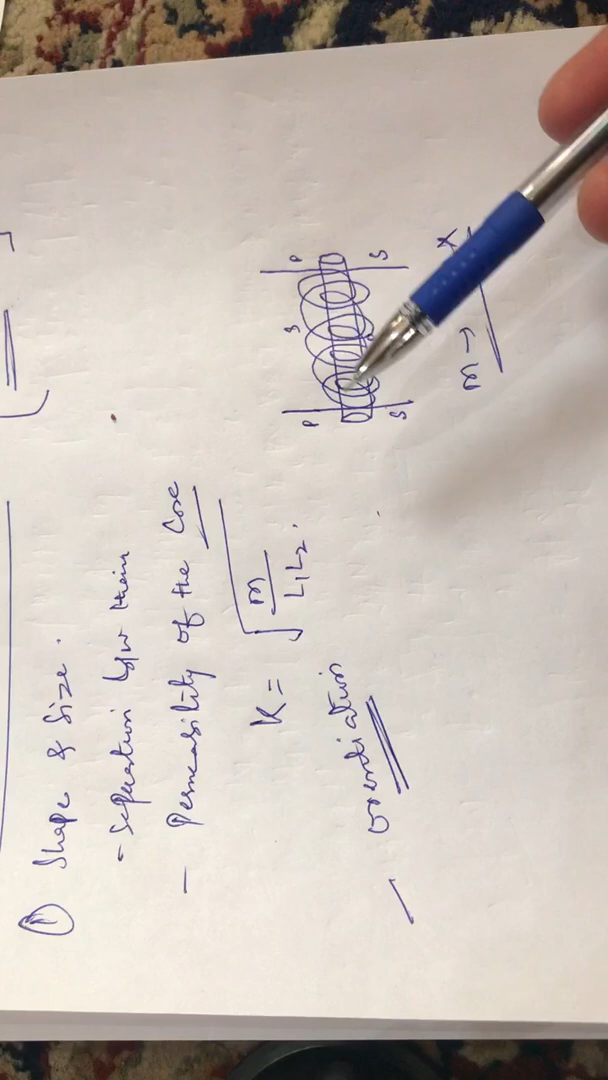 ① Shape & Size.
- Separation b/w them
- Permeability of the Core
K = √ m / L₁L₂.
- orientation
P S P
S S
m → x